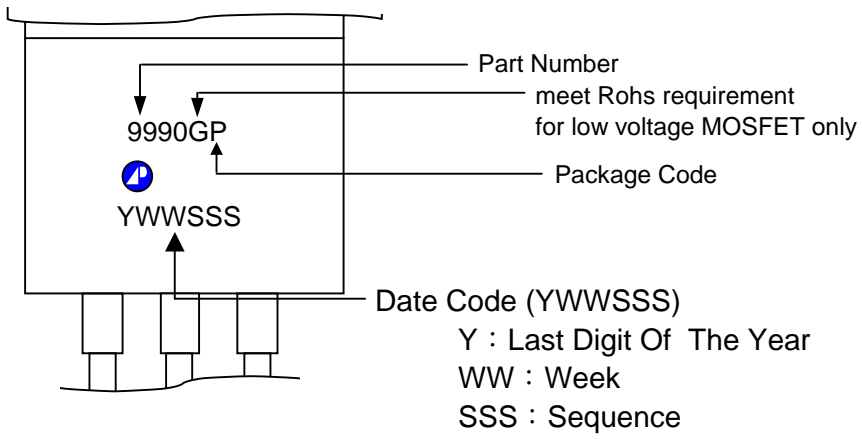 Part Number
meet Rohs requirement
for low voltage MOSFET only
9990GP
Package Code
YWWSSS
Date Code (YWWSSS)
Y：Last Digit Of The Year
WW：Week
SSS：Sequence